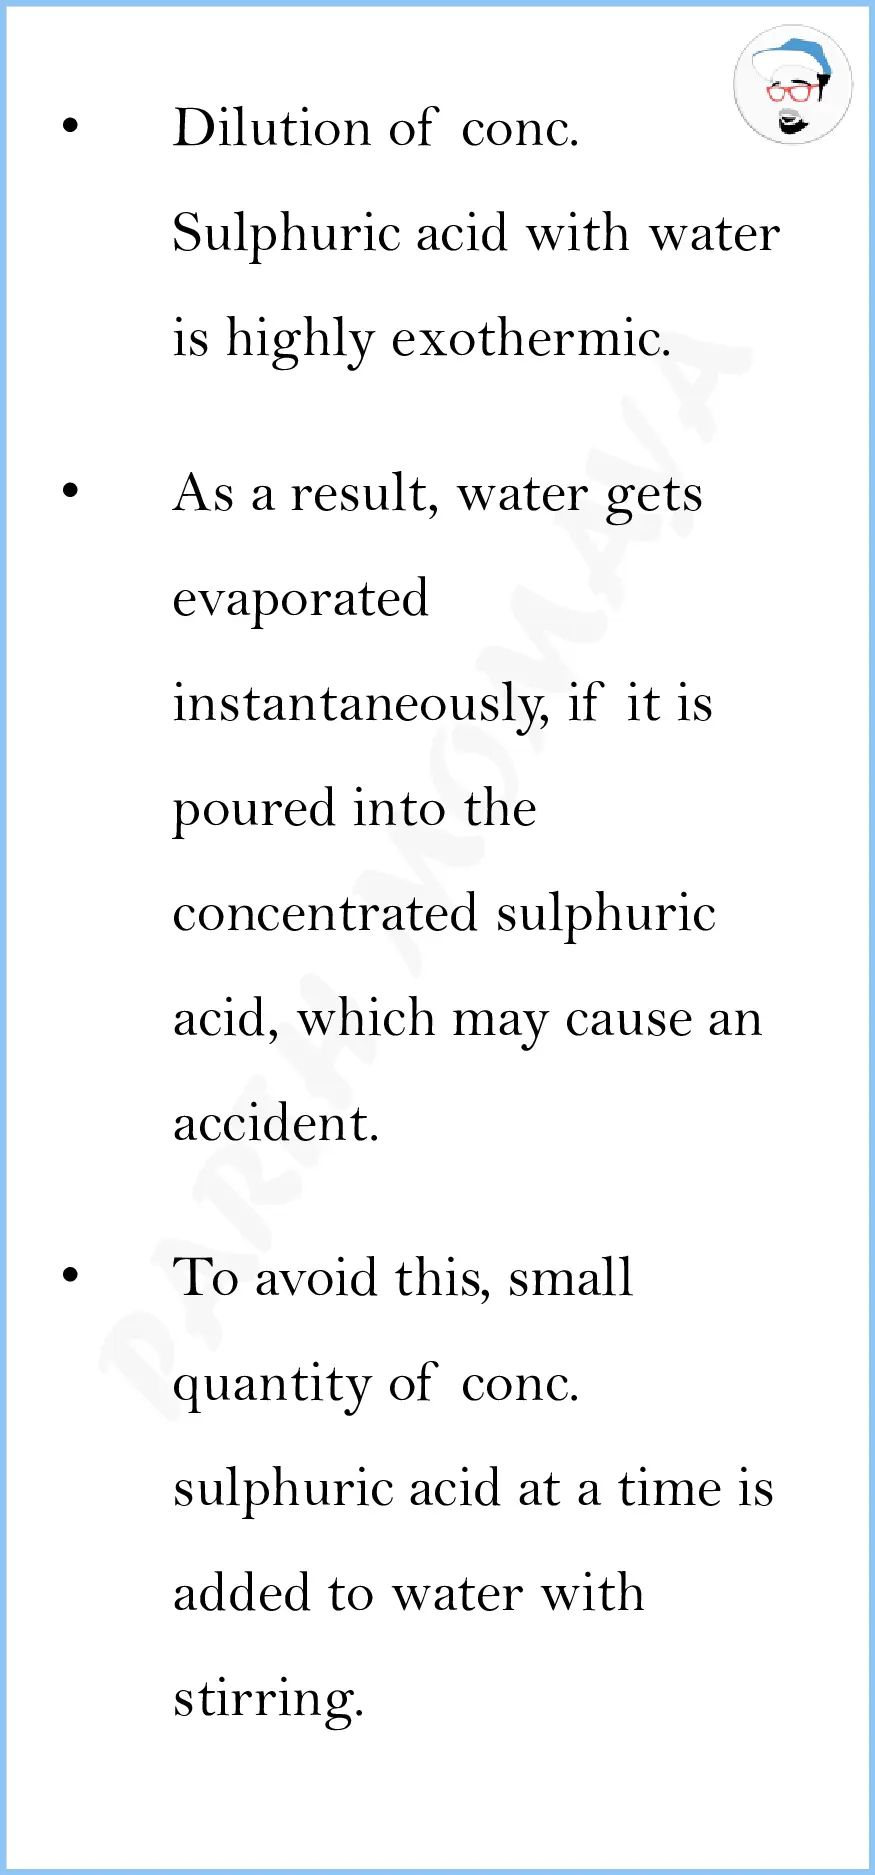 • Dilution of conc.
Sulphuric acid with water
is highly exothermic.
• As a result, water gets
evaporated
instantaneously, if it is
poured into the
concentrated sulphuric
acid, which may cause an
accident.
• To avoid this, small
quantity of conc.
sulphuric acid at a time is
added to water with
stirring.
PARTH MOMAYA